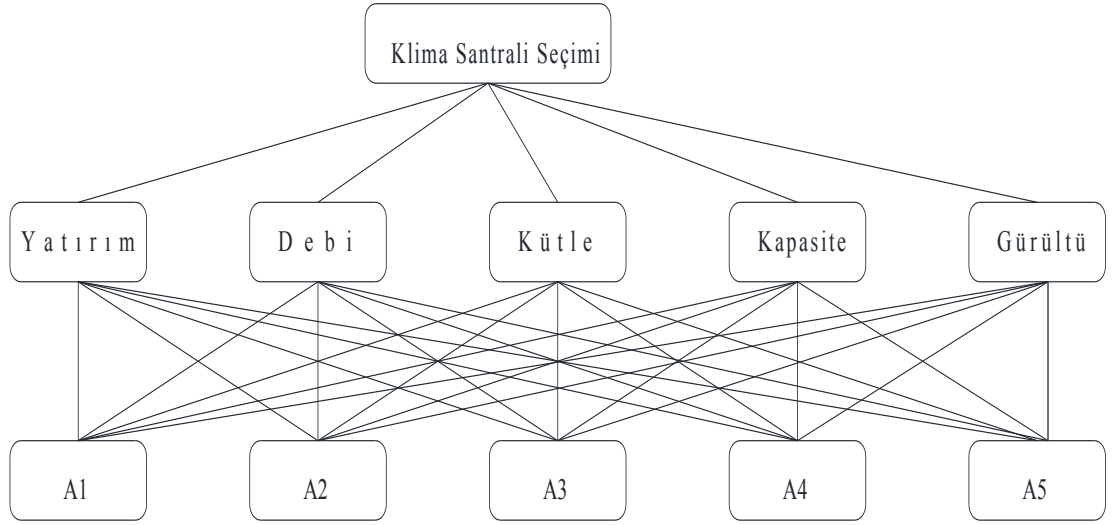 Klima Santrali Seçimi
Yatırım
Debi
Kütle
Kapasite
Gürültü
A1
A2
A3
A4
A5